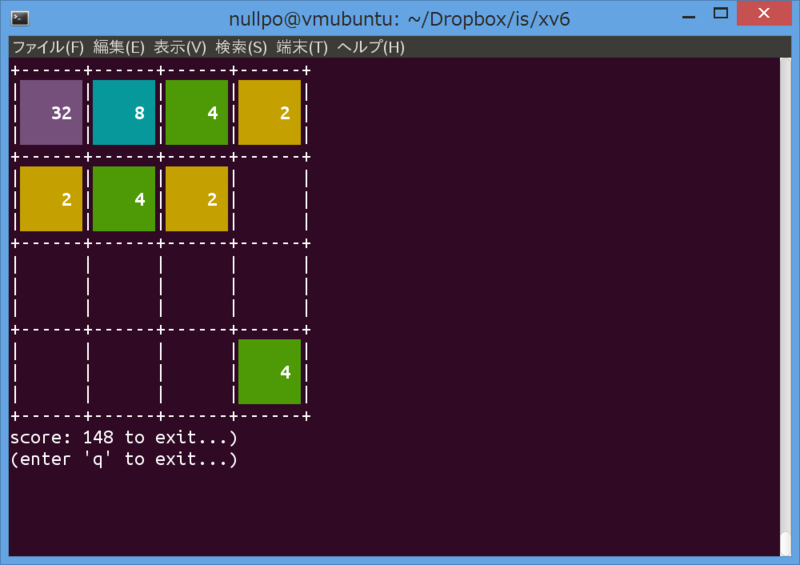 nullpo@vmubuntu: ~/Dropbox/is/xv6
ファイル(F) 編集(E) 表示(V) 検索(S) 端末(T) ヘルプ(H)
32 8 4 2
2 4 2
4
score: 148 to exit...)
(enter 'q' to exit...)